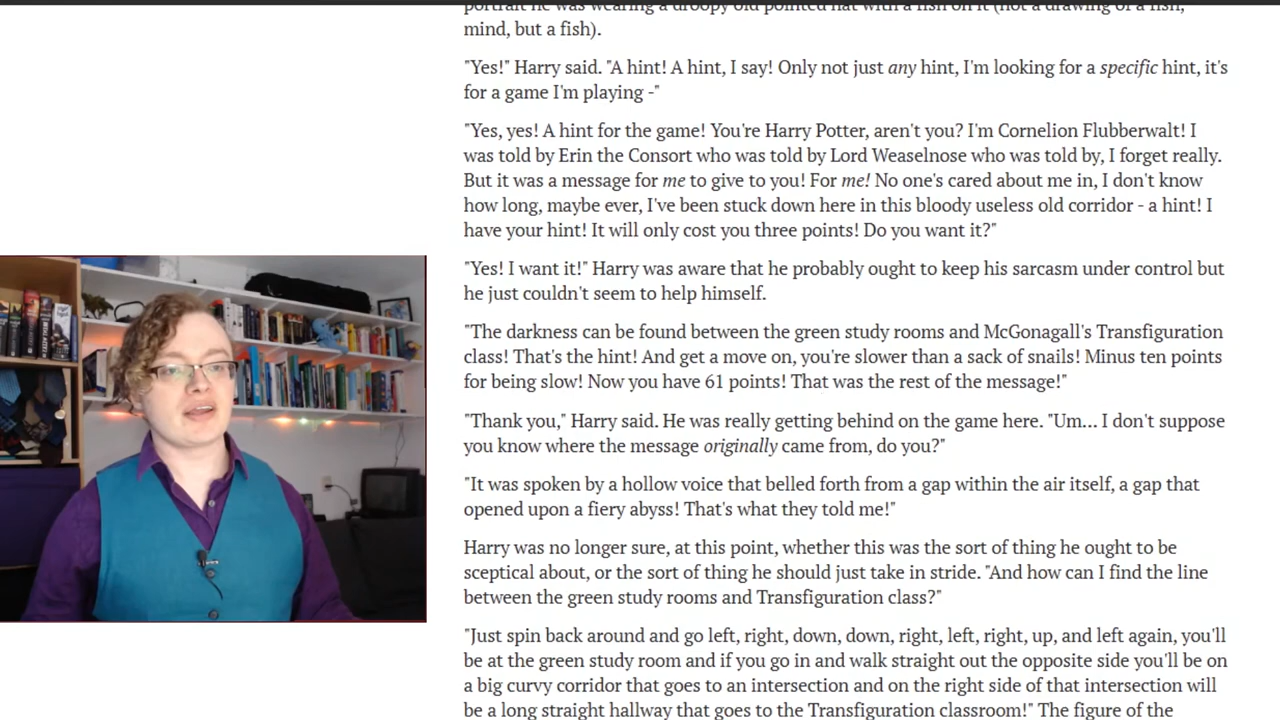 portrait he was wearing a droopy old pointed hat with a fish on it (not a drawing of a fish,
mind, but a fish).
"Yes!" Harry said. "A hint! A hint, I say! Only not just any hint, I'm looking for a specific hint, it's
for a game I'm playing -"
"Yes, yes! A hint for the game! You're Harry Potter, aren't you? I'm Cornelion Flubberwalt! I
was told by Erin the Consort who was told by Lord Weaselnose who was told by, I forget really.
But it was a message for me to give to you! For me! No one's cared about me in, I don't know
how long, maybe ever, I've been stuck down here in this bloody useless old corridor - a hint! I
have your hint! It will only cost you three points! Do you want it?"
"Yes! I want it!" Harry was aware that he probably ought to keep his sarcasm under control but
he just couldn't seem to help himself.
"The darkness can be found between the green study rooms and McGonagall's Transfiguration
class! That's the hint! And get a move on, you're slower than a sack of snails! Minus ten points
for being slow! Now you have 61 points! That was the rest of the message!"
"Thank you," Harry said. He was really getting behind on the game here. "Um... I don't suppose
you know where the message originally came from, do you?"
"It was spoken by a hollow voice that belled forth from a gap within the air itself, a gap that
opened upon a fiery abyss! That's what they told me!"
Harry was no longer sure, at this point, whether this was the sort of thing he ought to be
sceptical about, or the sort of thing he should just take in stride. "And how can I find the line
between the green study rooms and Transfiguration class?"
"Just spin back around and go left, right, down, down, right, left, right, up, and left again, you'll
be at the green study room and if you go in and walk straight out the opposite side you'll be on
a big curvy corridor that goes to an intersection and on the right side of that intersection will
be a long straight hallway that goes to the Transfiguration classroom!" The figure of the